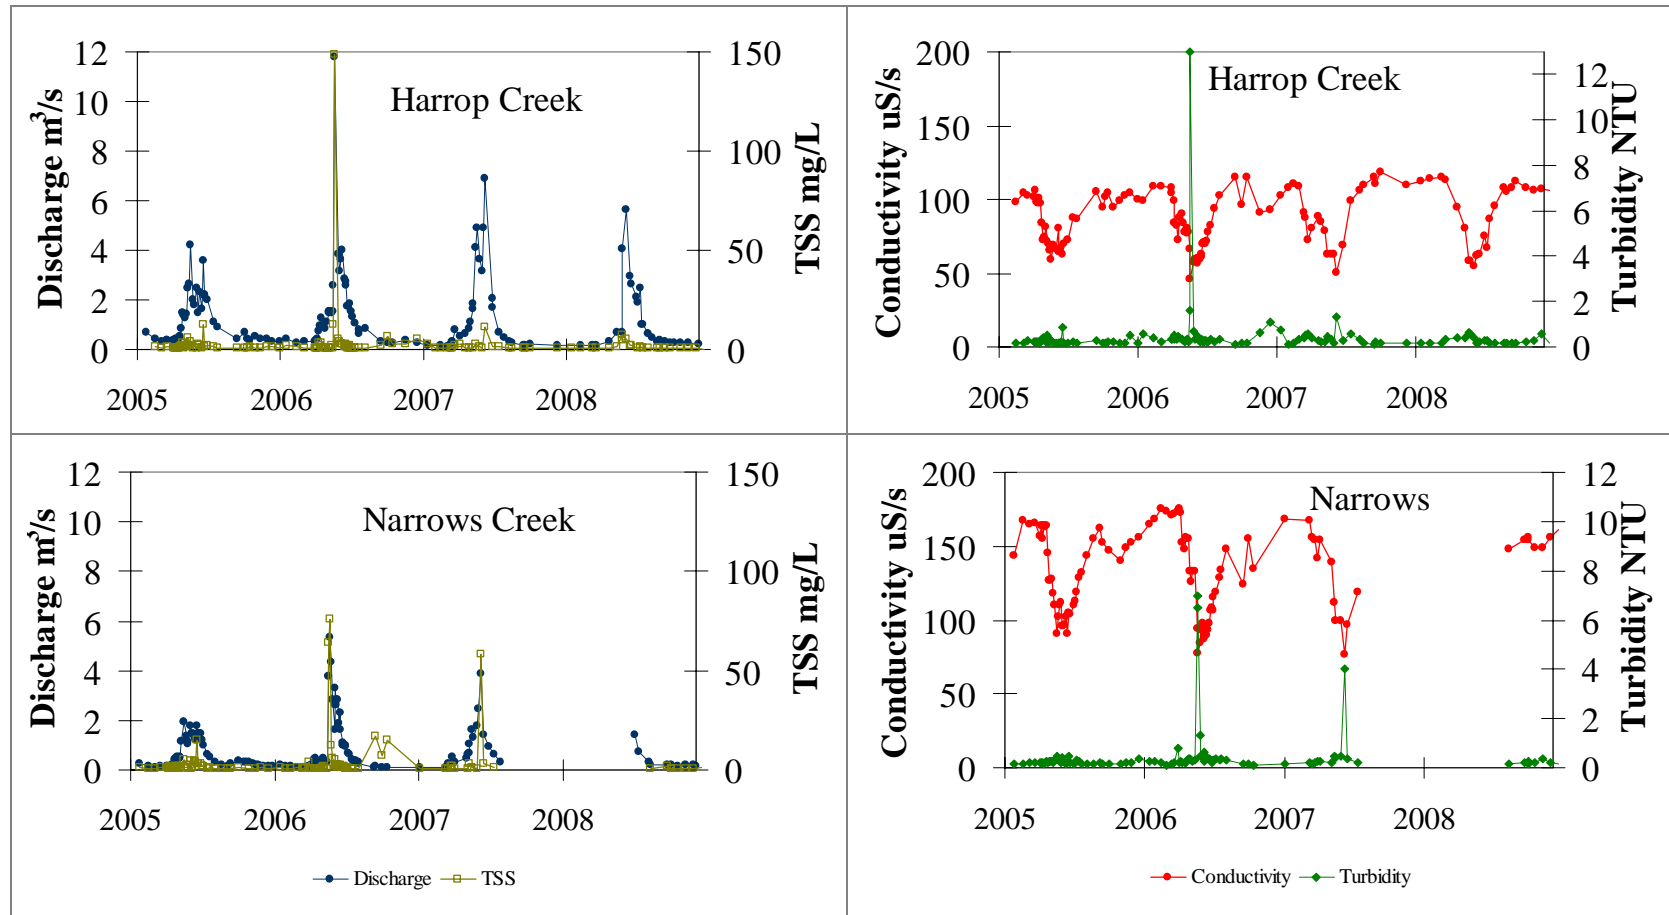 Harrop Creek
Discharge m³/s
TSS mg/L
12
10
8
6
4
2
0
150
100
50
0
2005 2006 2007 2008
Harrop Creek
Conductivity uS/s
Turbidity NTU
200
150
100
50
0
12
10
8
6
4
2
0
2005 2006 2007 2008
Narrows Creek
Discharge m³/s
TSS mg/L
12
10
8
6
4
2
0
150
100
50
0
2005 2006 2007 2008
Discharge TSS
Narrows
Conductivity uS/s
Turbidity NTU
200
150
100
50
0
12
10
8
6
4
2
0
2005 2006 2007 2008
Conductivity Turbidity